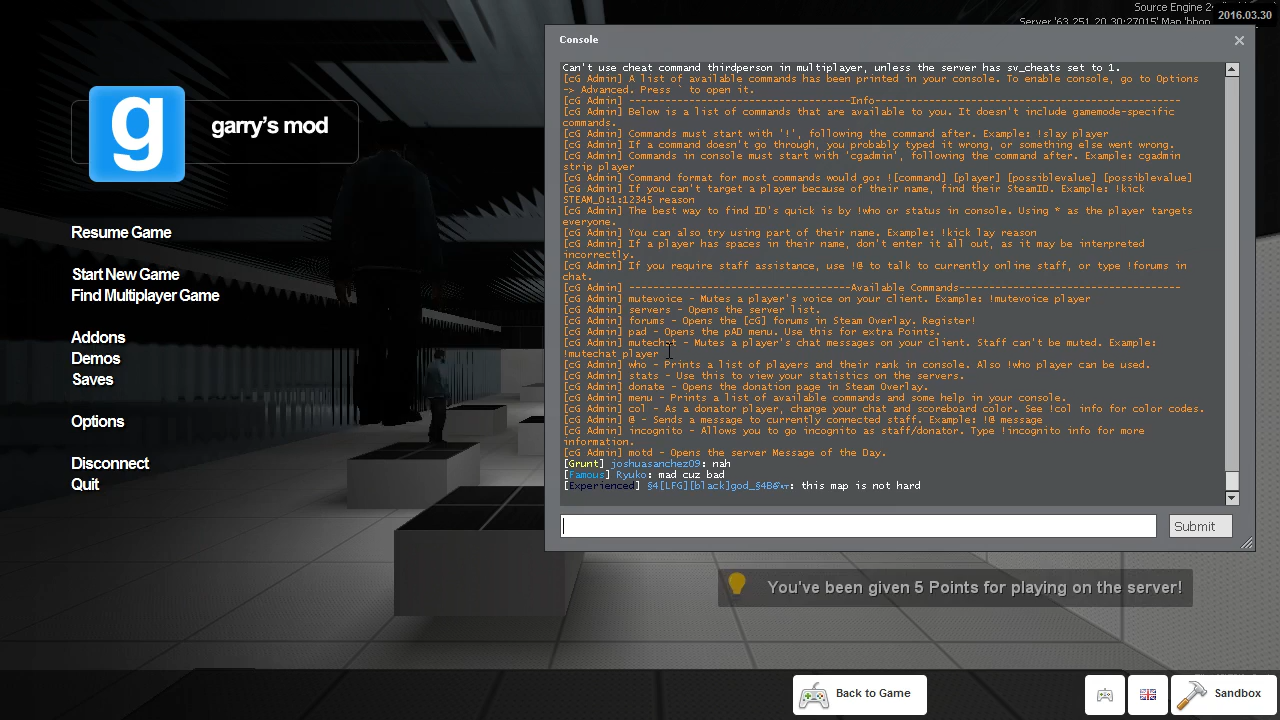 Source Engine 2
2016.03.30
Server '63.251.20.30:27015' Map 'bhop
g
garry's mod
Resume Game
Start New Game
Find Multiplayer Game
Addons
Demos
Saves
Options
Disconnect
Quit
Console
Can't use cheat command thirdperson in multiplayer, unless the server has sv_cheats set to 1.
[cG Admin] A list of available commands has been printed in your console. To enable console, go to Options
-> Advanced. Press ` to open it.
[cG Admin] -------------------------------------Info---------------------------------------------------
[cG Admin] Below is a list of commands that are available to you. It doesn't include gamemode-specific
commands.
[cG Admin] Commands must start with '!', following the command after. Example: !slay player
[cG Admin] If a command doesn't go through, you probably typed it wrong, or something else went wrong.
[cG Admin] Commands in console must start with 'cgadmin', following the command after. Example: cgadmin
strip player
[cG Admin] Command format for most commands would go: ![command] [player] [possiblevalue] [possiblevalue]
[cG Admin] If you can't target a player because of their name, find their SteamID. Example: !kick
STEAM_0:1:12345 reason
[cG Admin] The best way to find ID's quick is by !who or status in console. Using * as the player targets
everyone.
[cG Admin] You can also try using part of their name. Example: !kick lay reason
[cG Admin] If a player has spaces in their name, don't enter it all out, as it may be interpreted
incorrectly.
[cG Admin] If you require staff assistance, use !@ to talk to currently online staff, or type !forums in
chat.
[cG Admin] -------------------------------------Available Commands-------------------------------------
[cG Admin] mutevoice - Mutes a player's voice on your client. Example: !mutevoice player
[cG Admin] servers - Opens the server list.
[cG Admin] forums - Opens the [cG] forums in Steam Overlay. Register!
[cG Admin] pad - Opens the pAD menu. Use this for extra Points.
[cG Admin] mutechat - Mutes a player's chat messages on your client. Staff can't be muted. Example:
!mutechat player
[cG Admin] who - Prints a list of players and their rank in console. Also !who player can be used.
[cG Admin] stats - Use this to view your statistics on the servers.
[cG Admin] donate - Opens the donation page in Steam Overlay.
[cG Admin] menu - Prints a list of available commands and some help in your console.
[cG Admin] col - As a donator player, change your chat and scoreboard color. See !col info for color codes.
[cG Admin] @ - Sends a message to currently connected staff. Example: !@ message
[cG Admin] incognito - Allows you to go incognito as staff/donator. Type !incognito info for more
information.
[cG Admin] motd - Opens the server Message of the Day.
[Grunt] joshuasanchez09: nah
[Famous] Ryuko: mad cuz bad
[Experienced] this map is not hard
Submit
You've been given 5 Points for playing on the server!
Back to Game
Sandbox